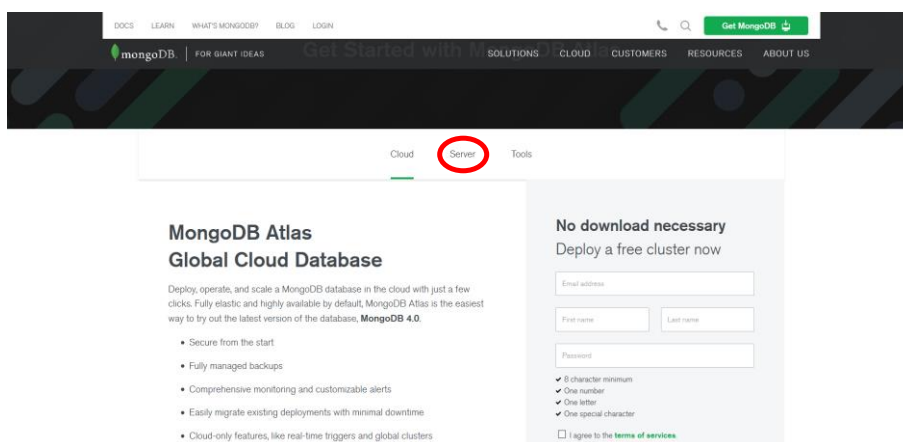 DOCS LEARN WHAT'S MONGODB? BLOG LOGIN
Get MongoDB
mongoDB. FOR GIANT IDEAS
Get Started with MongoDB Atlas
SOLUTIONS CLOUD CUSTOMERS RESOURCES ABOUT US
Cloud Server Tools
MongoDB Atlas
Global Cloud Database
Deploy, operate, and scale a MongoDB database in the cloud with just a few
clicks. Fully elastic and highly available by default, MongoDB Atlas is the easiest
way to try out the latest version of the database, MongoDB 4.0.
• Secure from the start
• Fully managed backups
• Comprehensive monitoring and customizable alerts
• Easily migrate existing deployments with minimal downtime
• Cloud-only features, like real-time triggers and global clusters
No download necessary
Deploy a free cluster now
Email address
First name Last name
Password
✔ 8 character minimum
✔ One number
✔ One letter
✔ One special character
I agree to the terms of services.